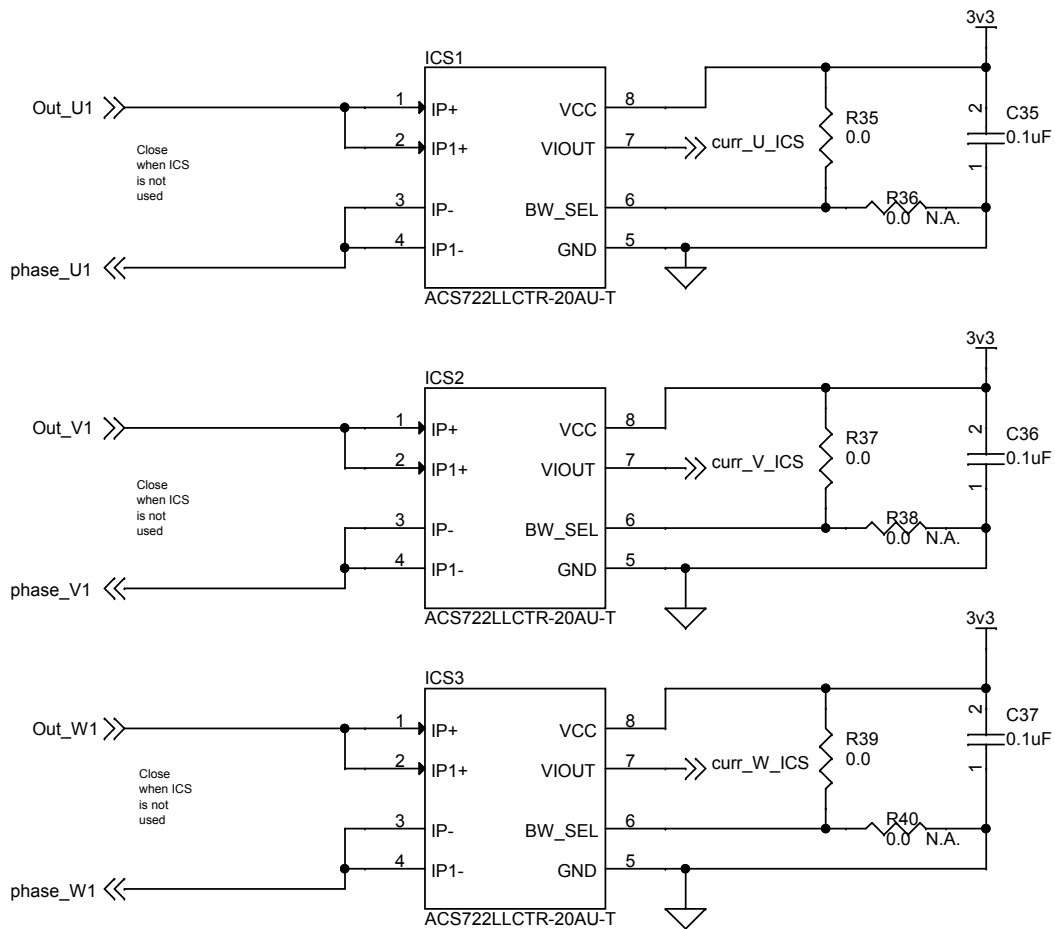 3v3
ICS1
Out_U1
1 IP+ VCC 8
2 IP1+ VIOUT 7 curr_U_ICS
3 IP- BW_SEL 6
4 IP1- GND 5
Close
when ICS
is not
used
phase_U1
ACS722LLCTR-20AU-T
R35
0.0
2 C35
0.1uF
1
R36
0.0 N.A.
3v3
ICS2
Out_V1
1 IP+ VCC 8
2 IP1+ VIOUT 7 curr_V_ICS
3 IP- BW_SEL 6
4 IP1- GND 5
Close
when ICS
is not
used
phase_V1
ACS722LLCTR-20AU-T
R37
0.0
2 C36
0.1uF
1
R38
0.0 N.A.
3v3
ICS3
Out_W1
1 IP+ VCC 8
2 IP1+ VIOUT 7 curr_W_ICS
3 IP- BW_SEL 6
4 IP1- GND 5
Close
when ICS
is not
used
phase_W1
ACS722LLCTR-20AU-T
R39
0.0
2 C37
0.1uF
1
R40
0.0 N.A.